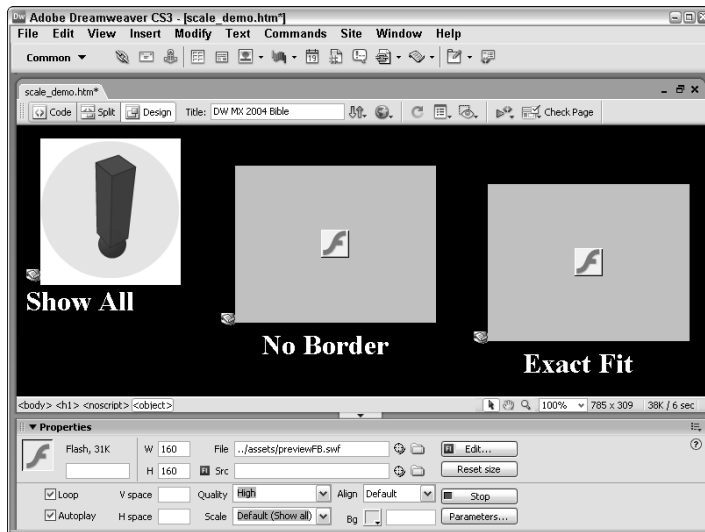 Adobe Dreamweaver CS3 - [scale_demo.htm*]
File Edit View Insert Modify Text Commands Site Window Help
Common
scale_demo.htm*
Code Split Design Title: DW MX 2004 Bible Check Page
Show All
No Border
Exact Fit
<body> <h1> <noscript> <object> 100% 785 x 309 38K / 6 sec
Properties
Flash, 31K W 160 File ../assets/previewFB.swf Edit...
H 160 Src Reset size
Loop V space Quality High Align Default Stop
Autoplay H space Scale Default (Show all) Bg Parameters...